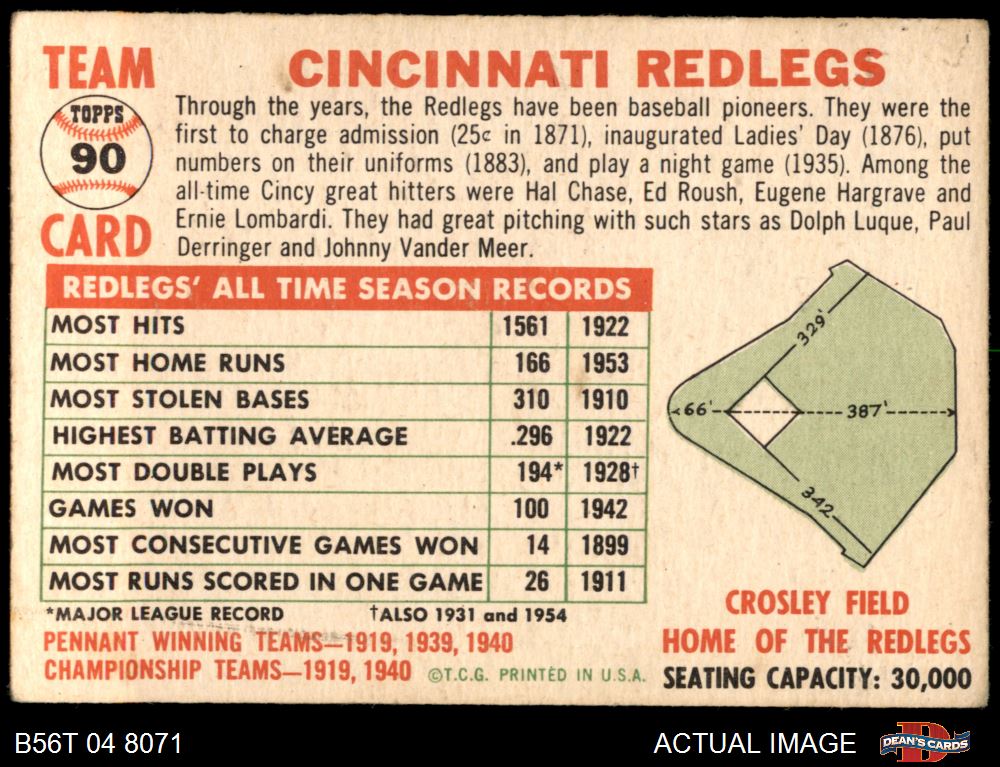 TEAM
TOPPS
90
CARD
CINCINNATI REDLEGS
Through the years, the Redlegs have been baseball pioneers. They were the
first to charge admission (25¢ in 1871), inaugurated Ladies' Day (1876), put
numbers on their uniforms (1883), and play a night game (1935). Among the
all-time Cincy great hitters were Hal Chase, Ed Roush, Eugene Hargrave and
Ernie Lombardi. They had great pitching with such stars as Dolph Luque, Paul
Derringer and Johnny Vander Meer.
REDLEGS' ALL TIME SEASON RECORDS
MOST HITS 1561 1922
MOST HOME RUNS 166 1953
MOST STOLEN BASES 310 1910
HIGHEST BATTING AVERAGE .296 1922
MOST DOUBLE PLAYS 194* 1928†
GAMES WON 100 1942
MOST CONSECUTIVE GAMES WON 14 1899
MOST RUNS SCORED IN ONE GAME 26 1911
*MAJOR LEAGUE RECORD †ALSO 1931 and 1954
PENNANT WINNING TEAMS—1919, 1939, 1940
CHAMPIONSHIP TEAMS—1919, 1940 ©T.C.G. PRINTED IN U.S.A.
329'
66'
387'
342
CROSLEY FIELD
HOME OF THE REDLEGS
SEATING CAPACITY: 30,000
B56T 04 8071
ACTUAL IMAGE
DEAN'S CARDS